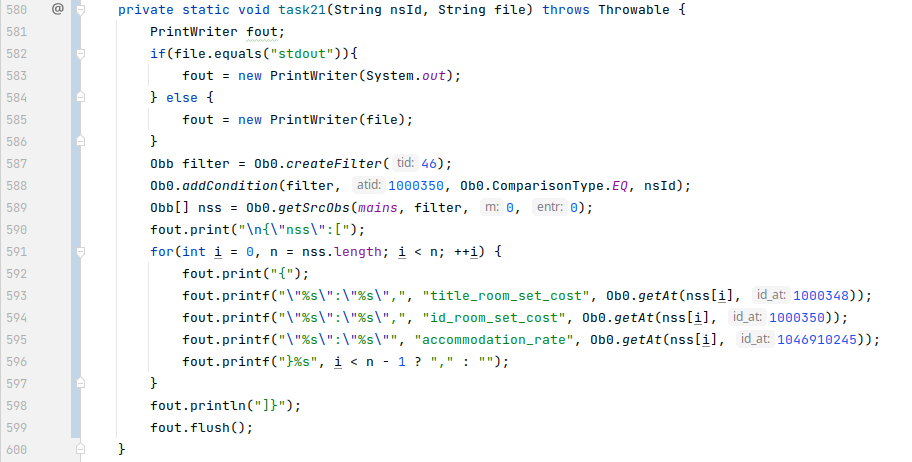 580 @ private static void task21(String nsId, String file) throws Throwable {
581 PrintWriter fout;
582 if(file.equals("stdout")){
583 fout = new PrintWriter(System.out);
584 } else {
585 fout = new PrintWriter(file);
586 }
587 Obb filter = Ob0.createFilter( tid: 46);
588 Ob0.addCondition(filter, atid: 1000350, Ob0.ComparisonType.EQ, nsId);
589 Obb[] nss = Ob0.getSrcObs(mains, filter, m: 0, entr: 0);
590 fout.print("\n{\"nss\":[");
591 for(int i = 0, n = nss.length; i < n; ++i) {
592 fout.print("{");
593 fout.printf("\"%s\":\"%s\",", "title_room_set_cost", Ob0.getAt(nss[i], id_at: 1000348));
594 fout.printf("\"%s\":\"%s\",", "id_room_set_cost", Ob0.getAt(nss[i], id_at: 1000350));
595 fout.printf("\"%s\":\"%s\"", "accommodation_rate", Ob0.getAt(nss[i], id_at: 1046910245));
596 fout.printf("}%s", i < n - 1 ? "," : "");
597 }
598 fout.println("]}");
599 fout.flush();
600 }